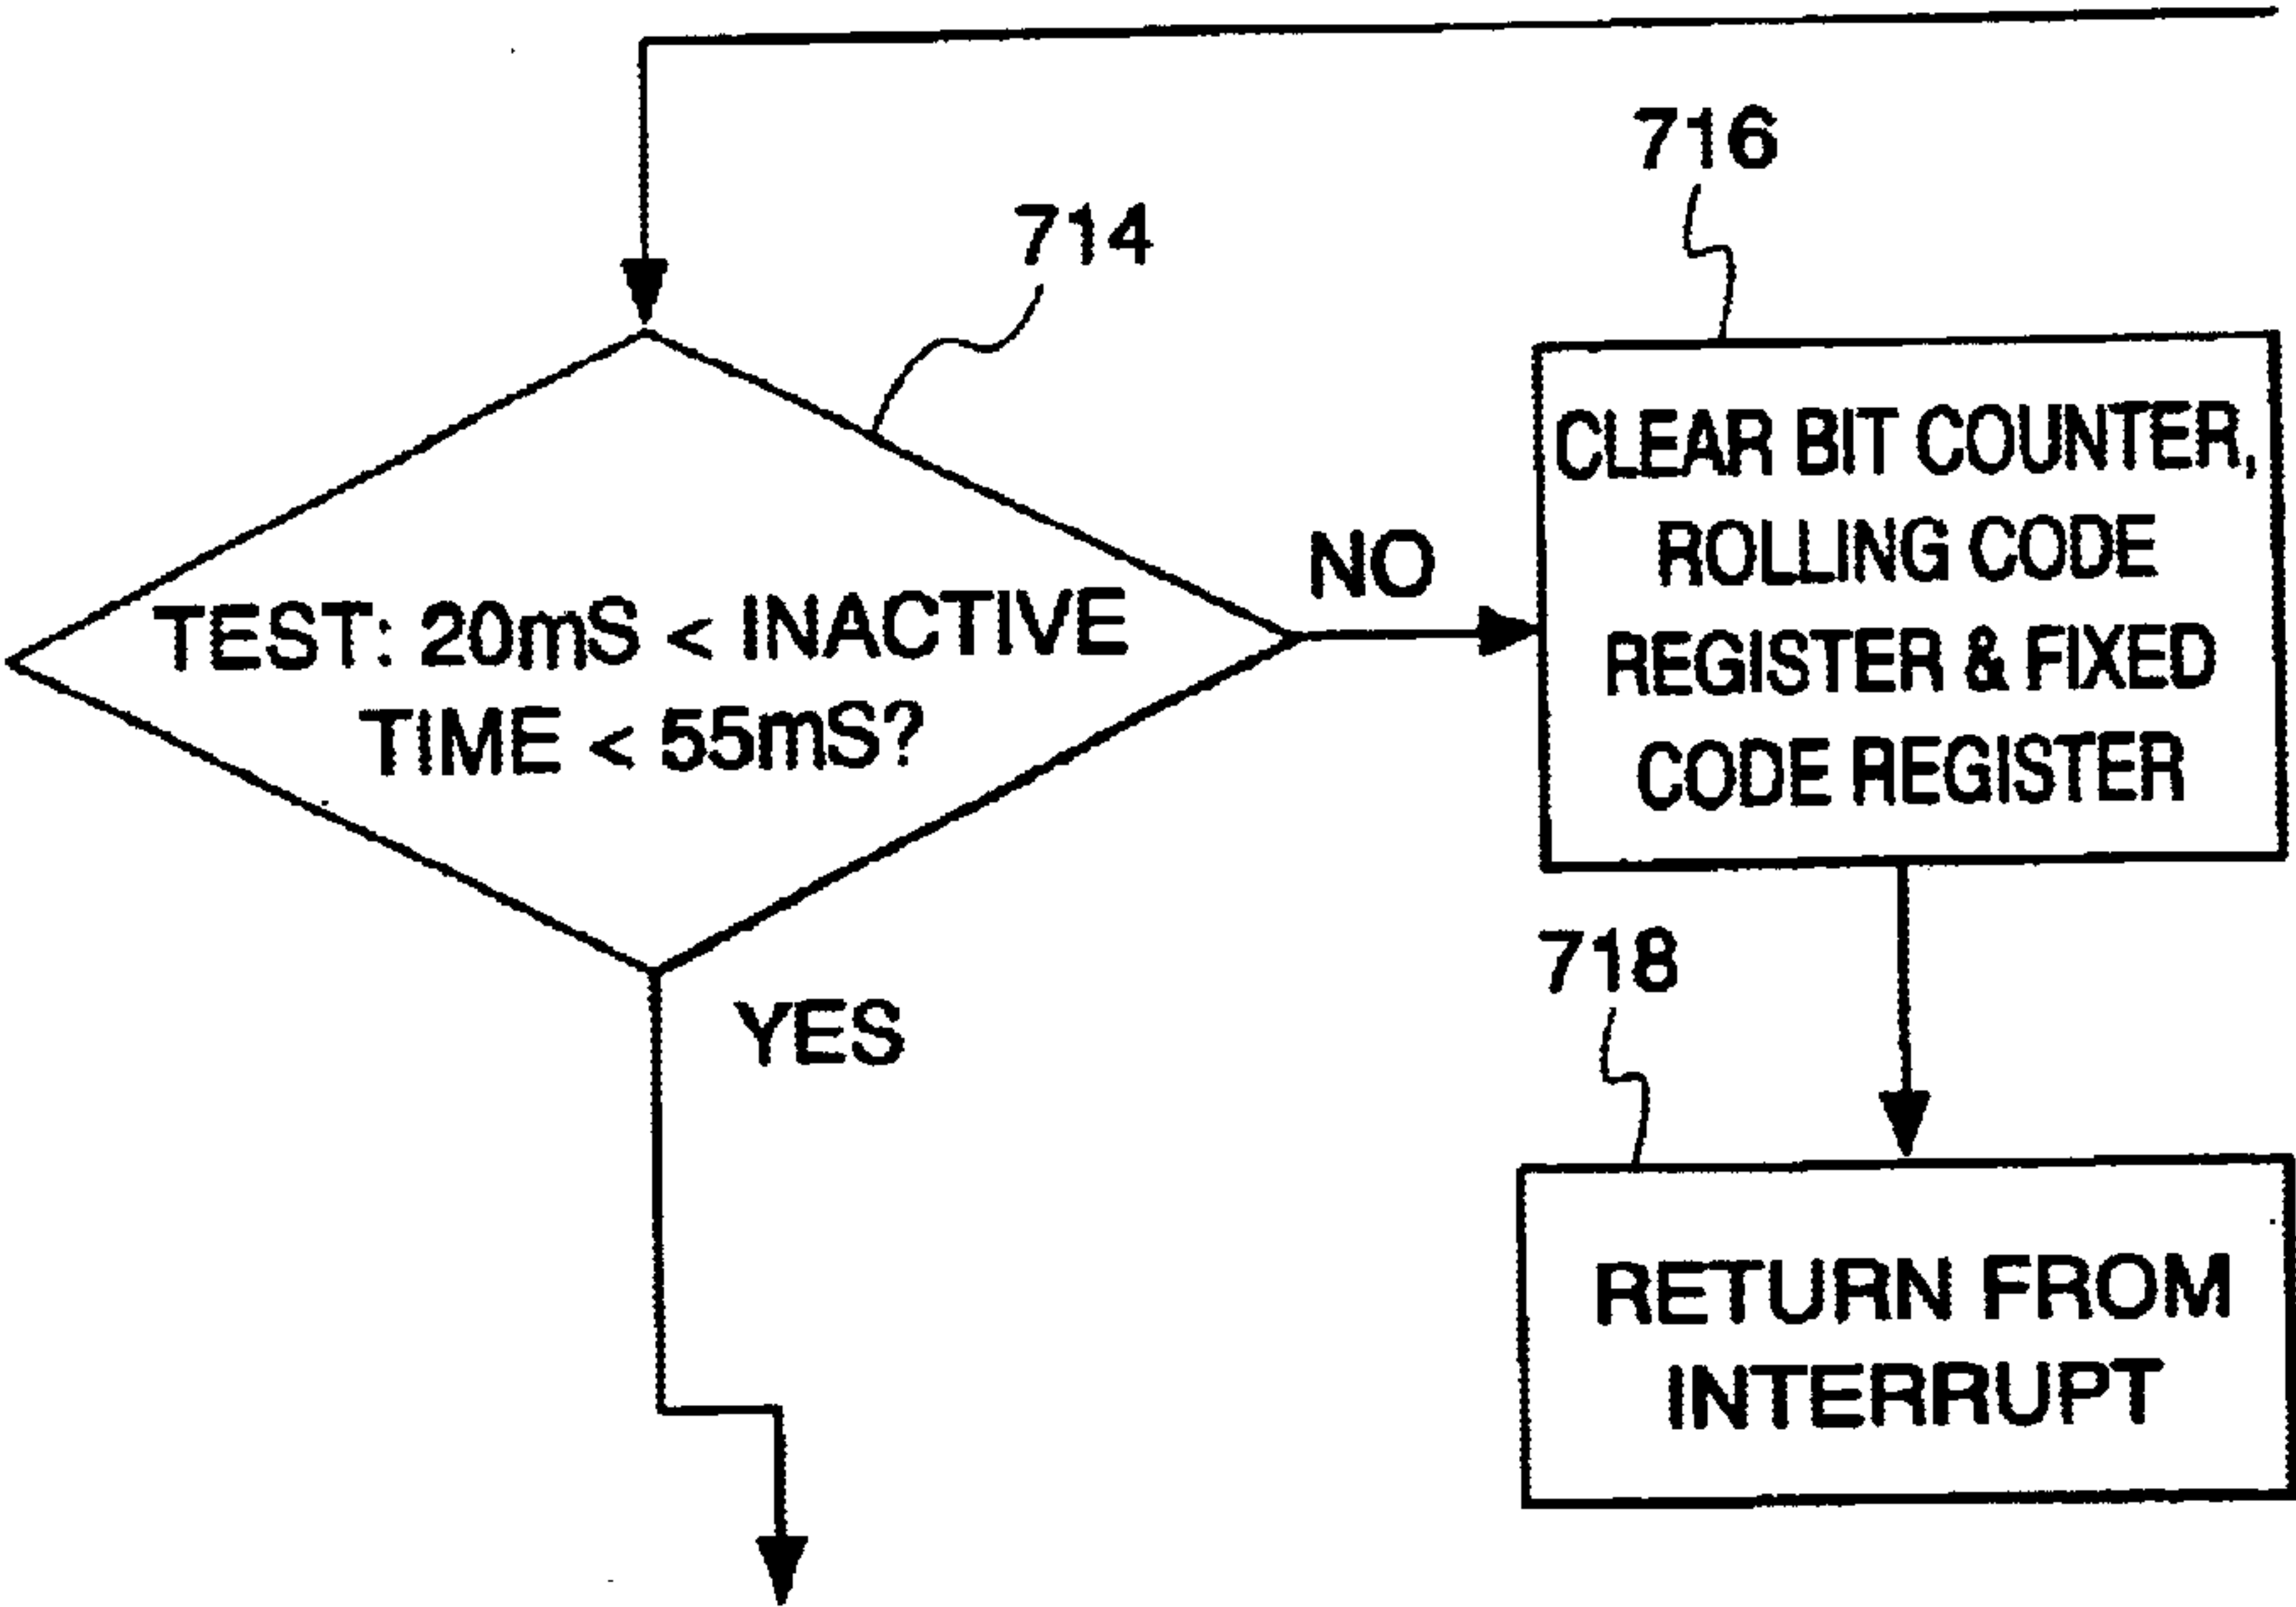 716
714
CLEAR BIT COUNTER,
ROLLING CODE
REGISTER & FIXED
CODE REGISTER
NO
TEST: 20mS < INACTIVE
TIME < 55mS?
YES
718
RETURN FROM
INTERRUPT